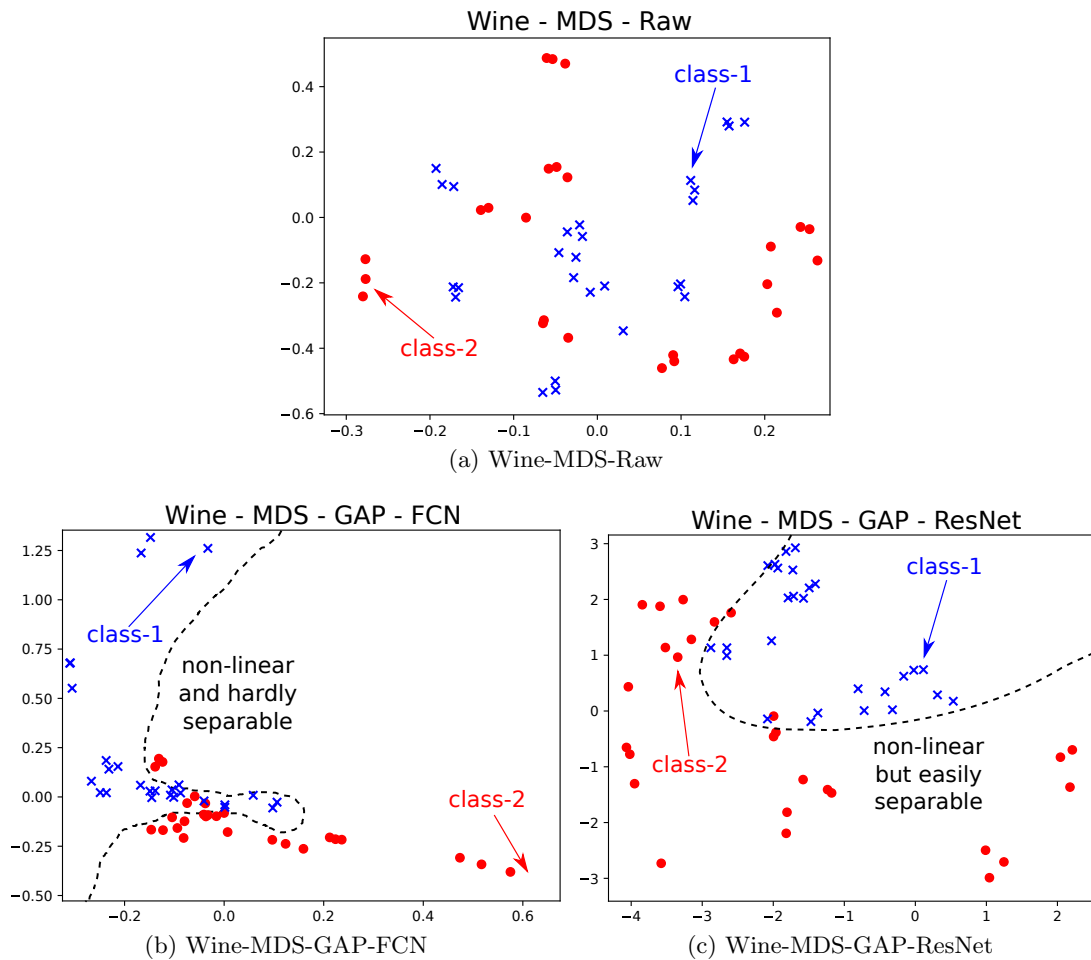 Wine - MDS - Raw
0.4
0.2
0.0
−0.2
−0.4
−0.6
class-1
class-2
−0.3 −0.2 −0.1 0.0 0.1 0.2
(a) Wine-MDS-Raw
Wine - MDS - GAP - FCN
1.25
1.00
0.75
0.50
0.25
0.00
−0.25
−0.50
class-1
non-linear
and hardly
separable
class-2
−0.2 0.0 0.2 0.4 0.6
(b) Wine-MDS-GAP-FCN
Wine - MDS - GAP - ResNet
3
2
1
0
−1
−2
−3
class-1
class-2
non-linear
but easily
separable
−4 −3 −2 −1 0 1 2
(c) Wine-MDS-GAP-ResNet